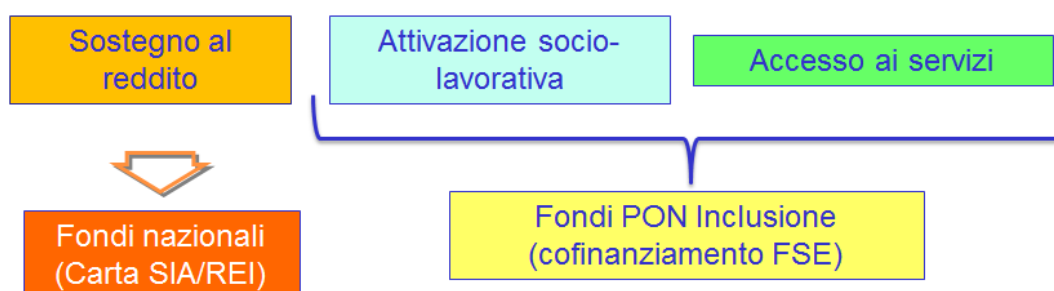 Sostegno al
reddito
Attivazione socio-
lavorativa
Accesso ai servizi
Fondi nazionali
(Carta SIA/REI)
Fondi PON Inclusione
(cofinanziamento FSE)